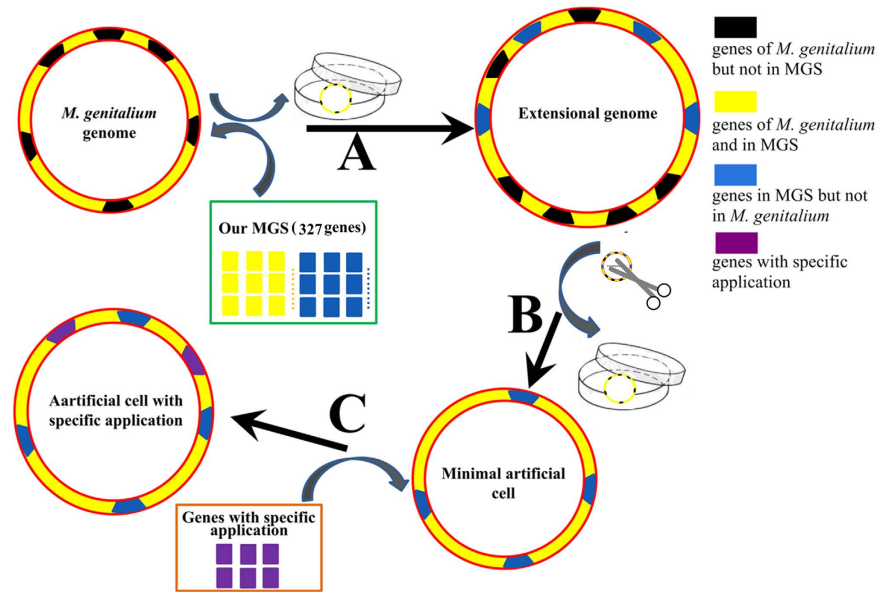 M. genitalium
genome
A
Extensional genome
genes of M. genitalium
but not in MGS
genes of M. genitalium
and in MGS
genes in MGS but not
in M. genitalium
genes with specific
application
Our MGS (327genes)
B
Aartificial cell with
specific application
C
Minimal artificial
cell
Genes with specific
application